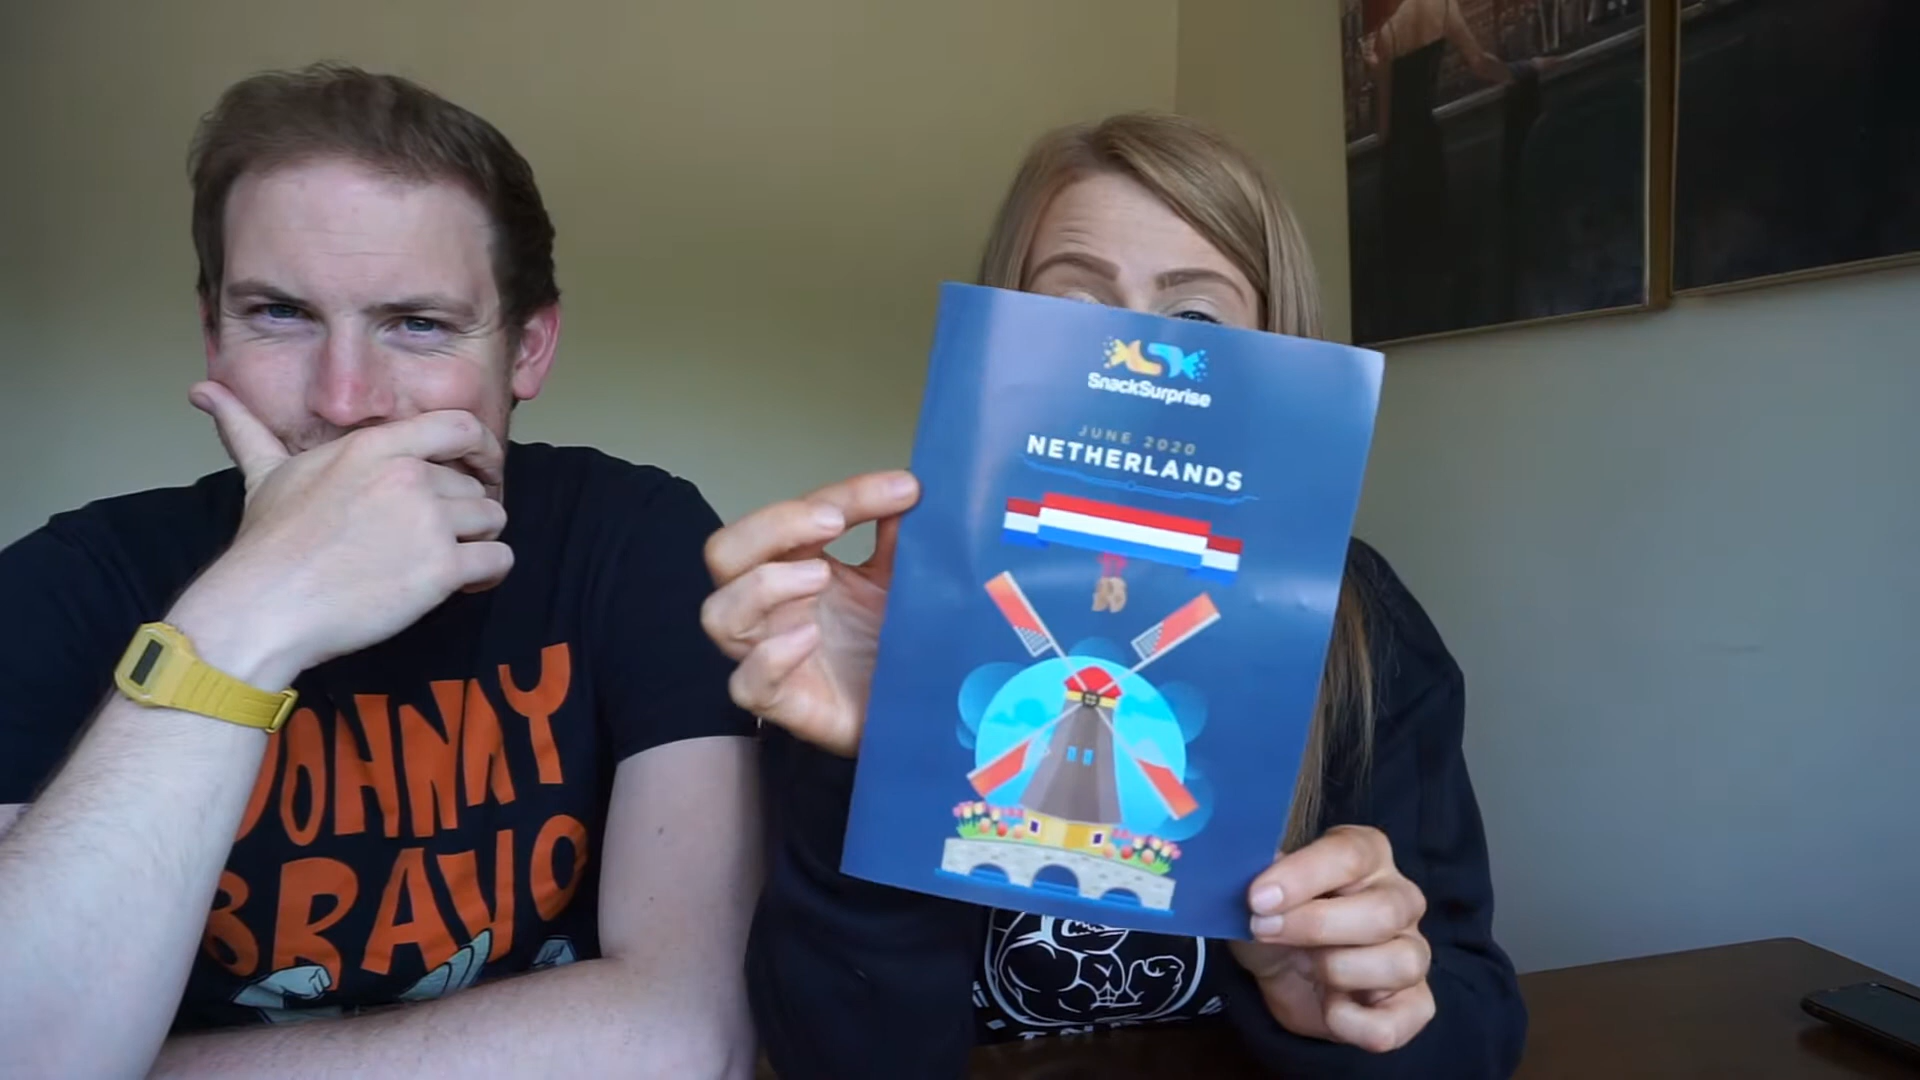 SnackSurprise
JUNE 2020
NETHERLANDS
JOHNNY
BRAVO